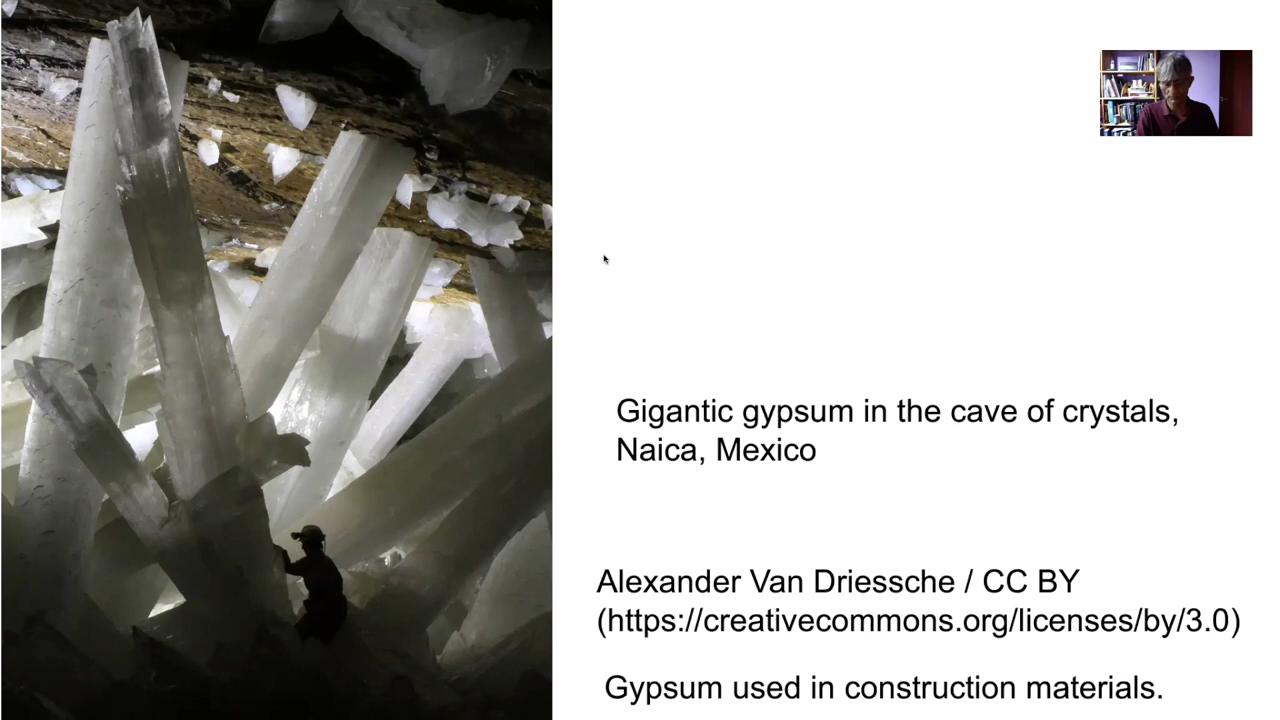 Gigantic gypsum in the cave of crystals,
Naica, Mexico
Alexander Van Driessche / CC BY
(https://creativecommons.org/licenses/by/3.0)
Gypsum used in construction materials.